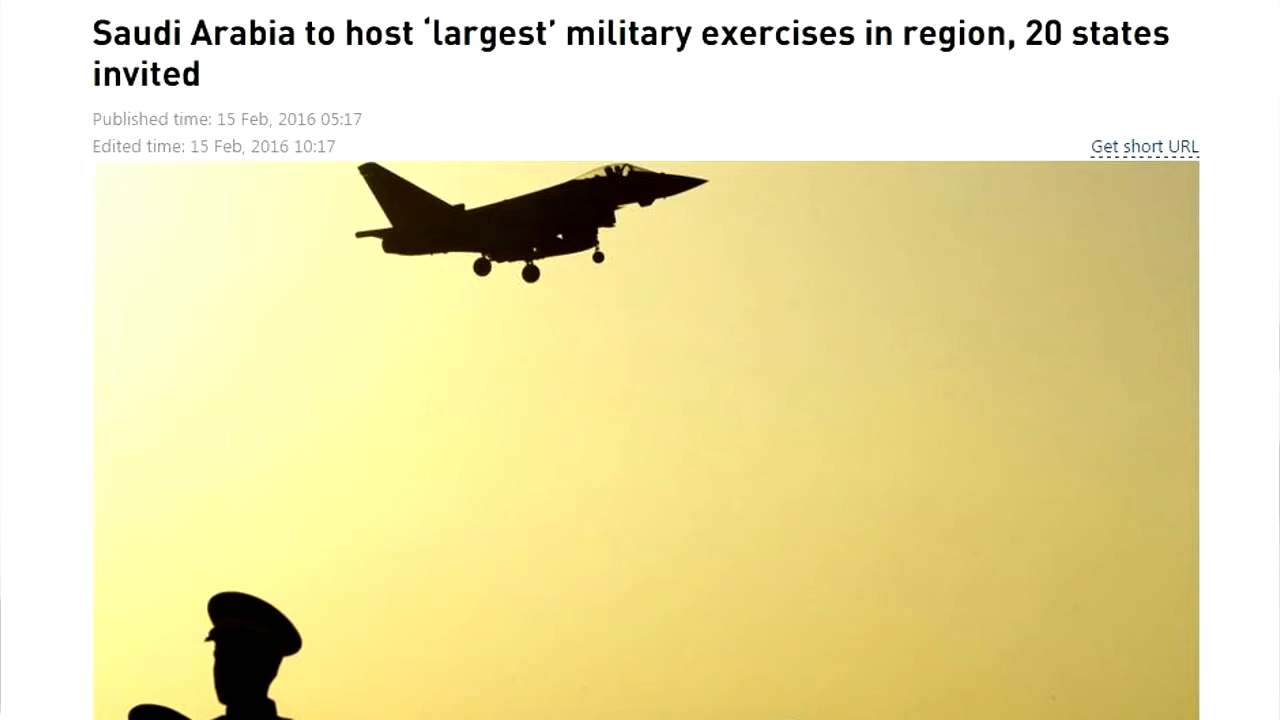 Saudi Arabia to host ‘largest’ military exercises in region, 20 states
invited
Published time: 15 Feb, 2016 05:17
Edited time: 15 Feb, 2016 10:17
Get short URL